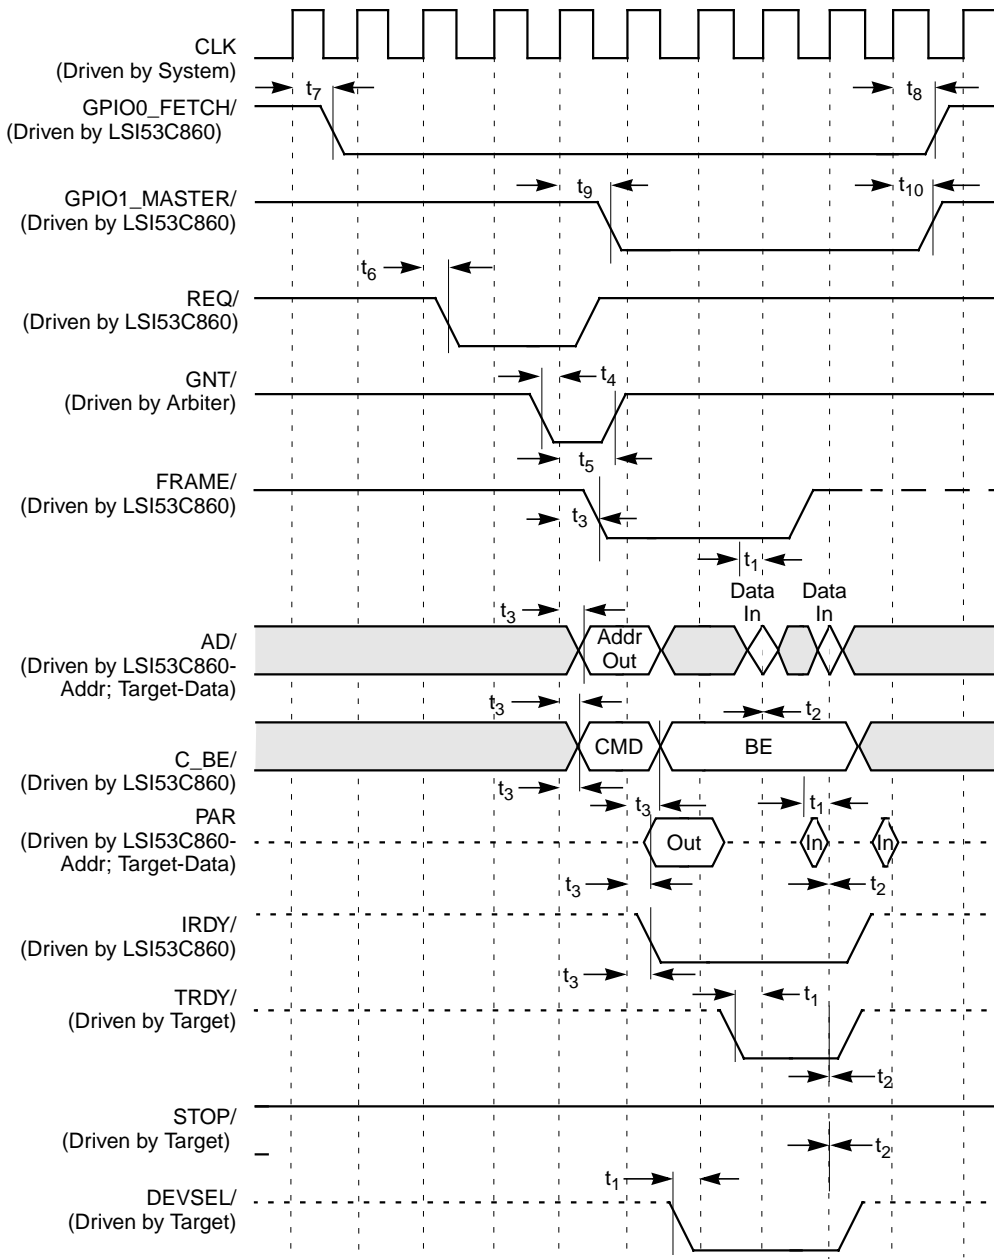 CLK
(Driven by System)
t7
t8
GPIO0_FETCH/
(Driven by LSI53C860)
t9
t10
GPIO1_MASTER/
(Driven by LSI53C860)
t6
REQ/
(Driven by LSI53C860)
GNT/
t4
(Driven by Arbiter)
t5
FRAME/
(Driven by LSI53C860)
t3
t1
Data
In
Data
In
t3
AD/
(Driven by LSI53C860-
Addr; Target-Data)
Addr
Out
t3
t2
C_BE/
(Driven by LSI53C860)
CMD
BE
t3
t3
t1
PAR
(Driven by LSI53C860-
Addr; Target-Data)
Out
In
In
t3
t2
IRDY/
(Driven by LSI53C860)
t3
t1
TRDY/
(Driven by Target)
t2
STOP/
(Driven by Target)
t2
t1
DEVSEL/
(Driven by Target)